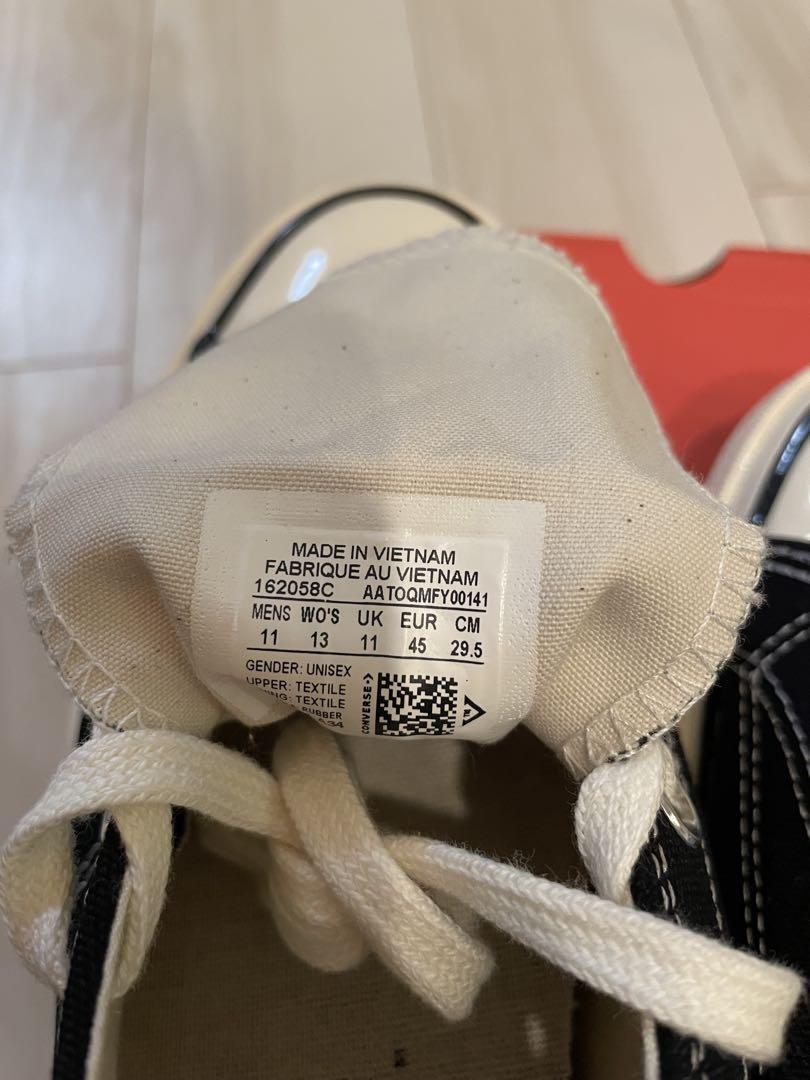 MADE IN VIETNAM
FABRIQUE AU VIETNAM
162058C AATOQMFY00141
MENS WO'S UK EUR CM
11 13 11 45 29.5
GENDER: UNISEX
UPPER: TEXTILE
TEXTILE
RUBBER
CONVERSE->
TM